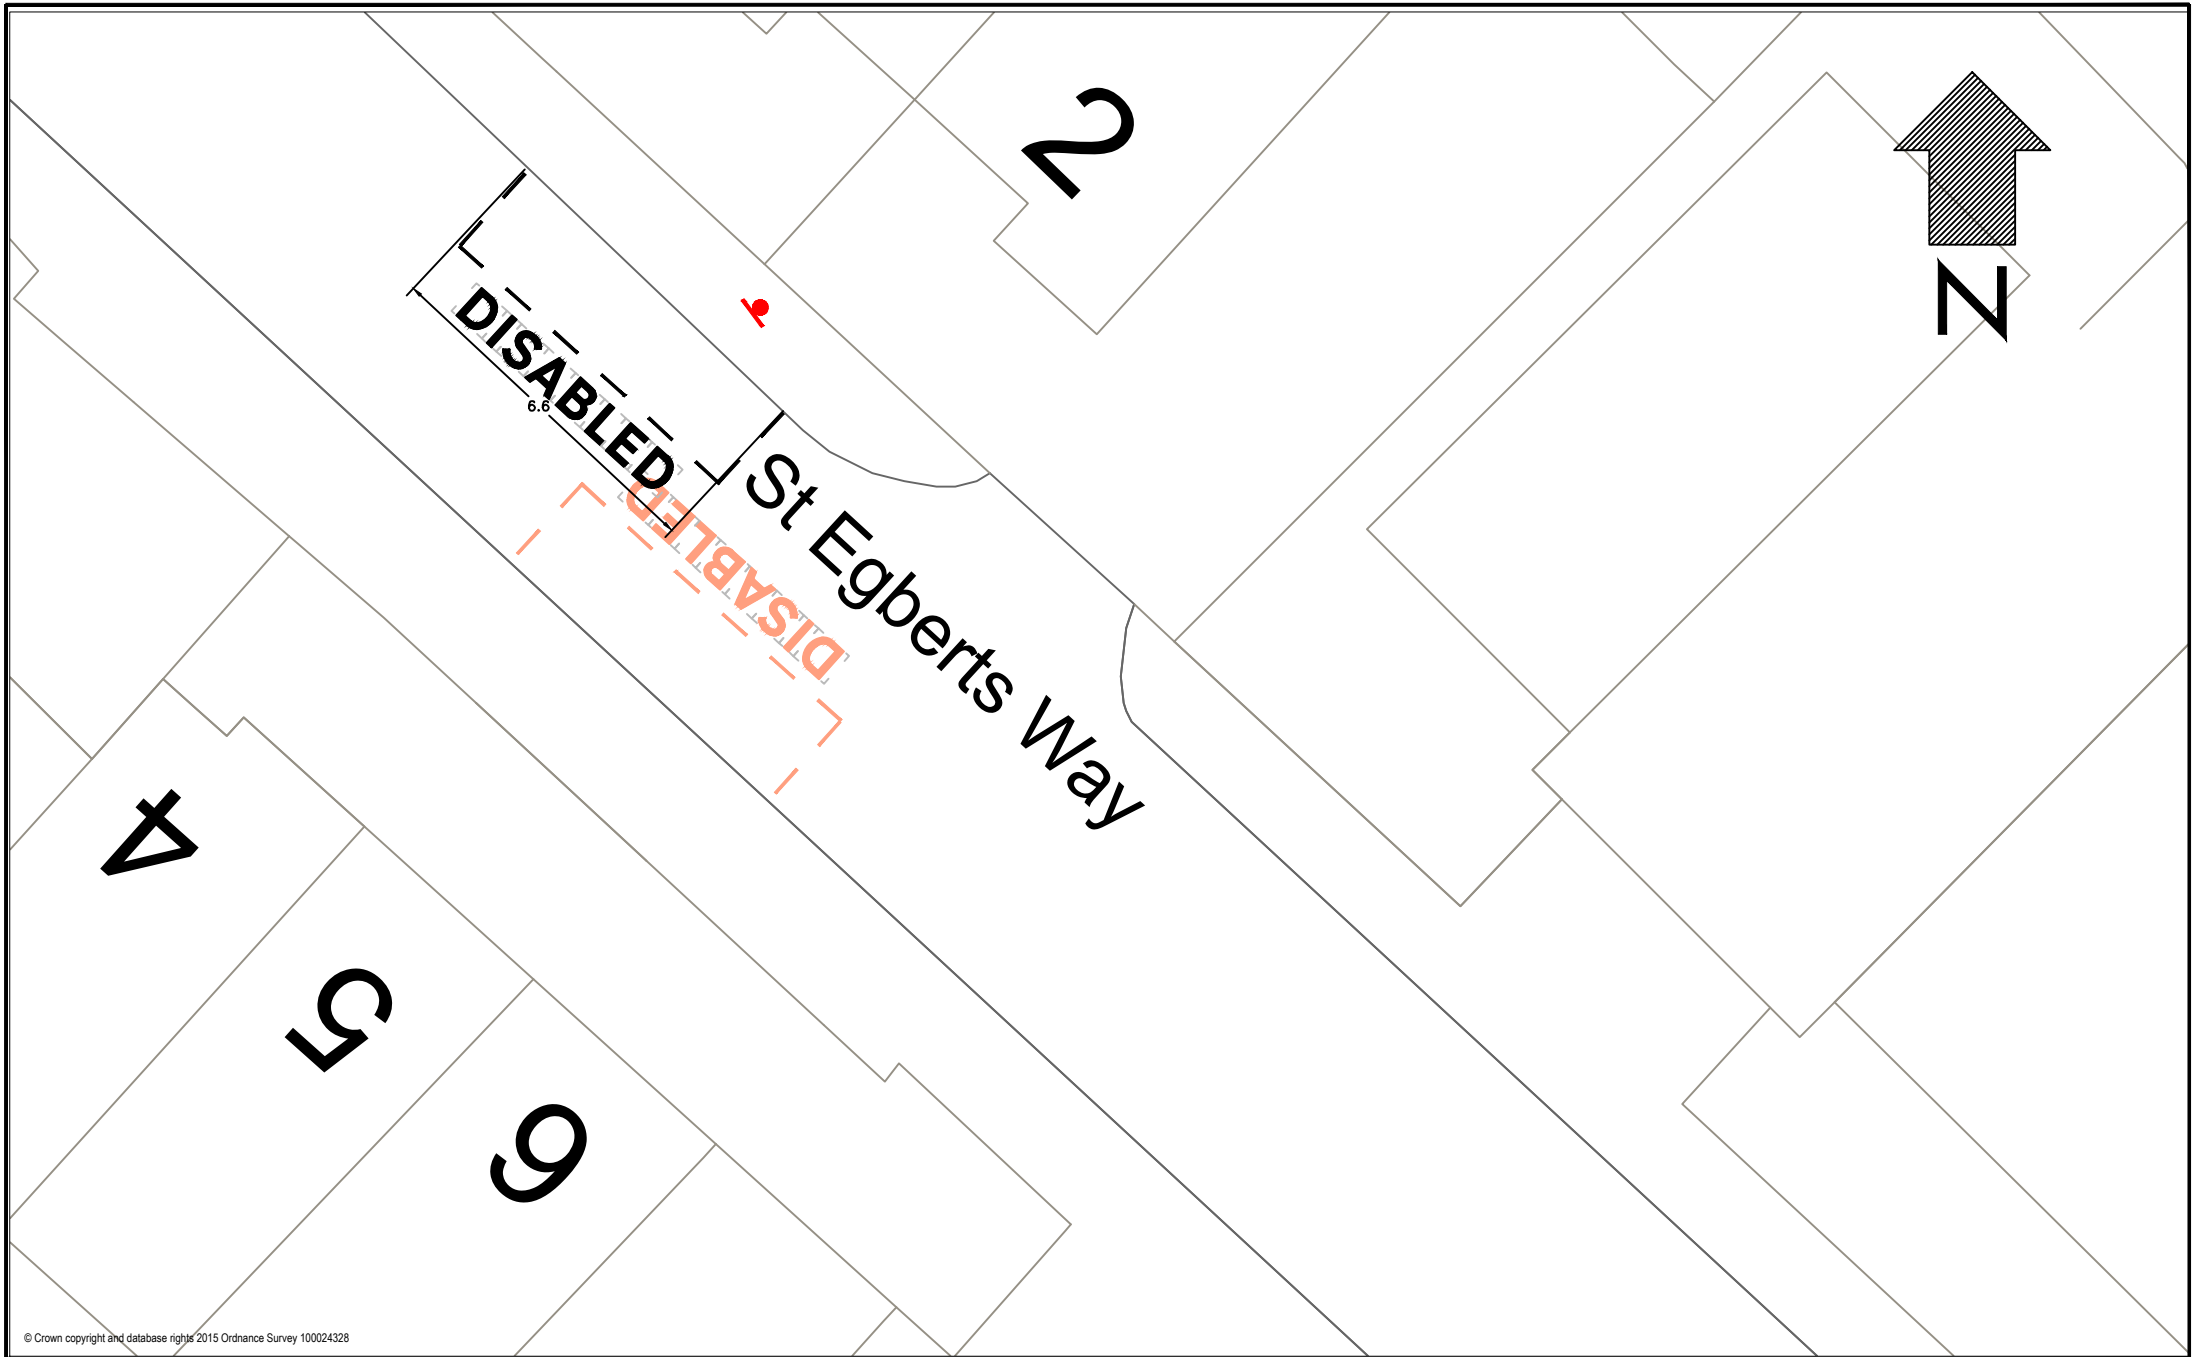 2
N
DISABLED
6.6
DISABLED
St Egberts Way
4
5
6
© Crown copyright and database rights 2015 Ordnance Survey 100024328